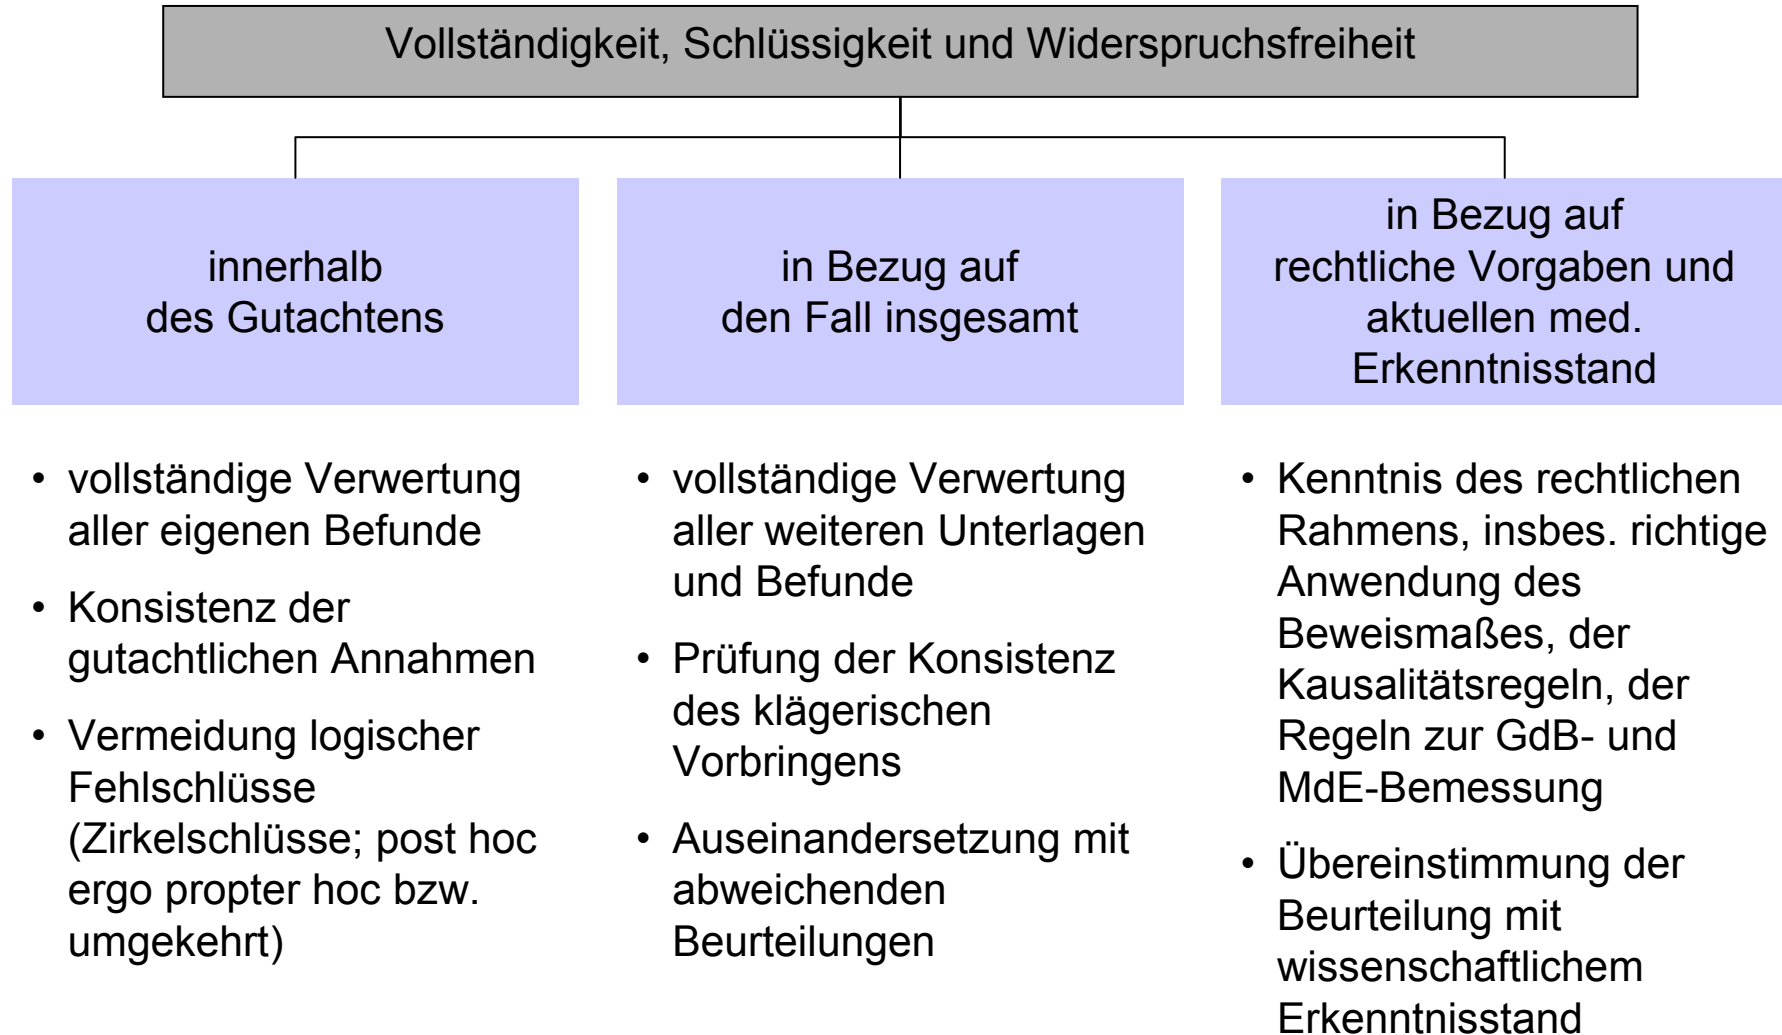 Vollständigkeit, Schlüssigkeit und Widerspruchsfreiheit
innerhalb
des Gutachtens
in Bezug auf
den Fall insgesamt
in Bezug auf
rechtliche Vorgaben und
aktuellen med.
Erkenntnisstand
• vollständige Verwertung
aller eigenen Befunde
• Konsistenz der
gutachtlichen Annahmen
• Vermeidung logischer
Fehlschlüsse
(Zirkelschlüsse; post hoc
ergo propter hoc bzw.
umgekehrt)
• vollständige Verwertung
aller weiteren Unterlagen
und Befunde
• Prüfung der Konsistenz
des klägerischen
Vorbringens
• Auseinandersetzung mit
abweichenden
Beurteilungen
• Kenntnis des rechtlichen
Rahmens, insbes. richtige
Anwendung des
Beweismaßes, der
Kausalitätsregeln, der
Regeln zur GdB- und
MdE-Bemessung
• Übereinstimmung der
Beurteilung mit
wissenschaftlichem
Erkenntnisstand